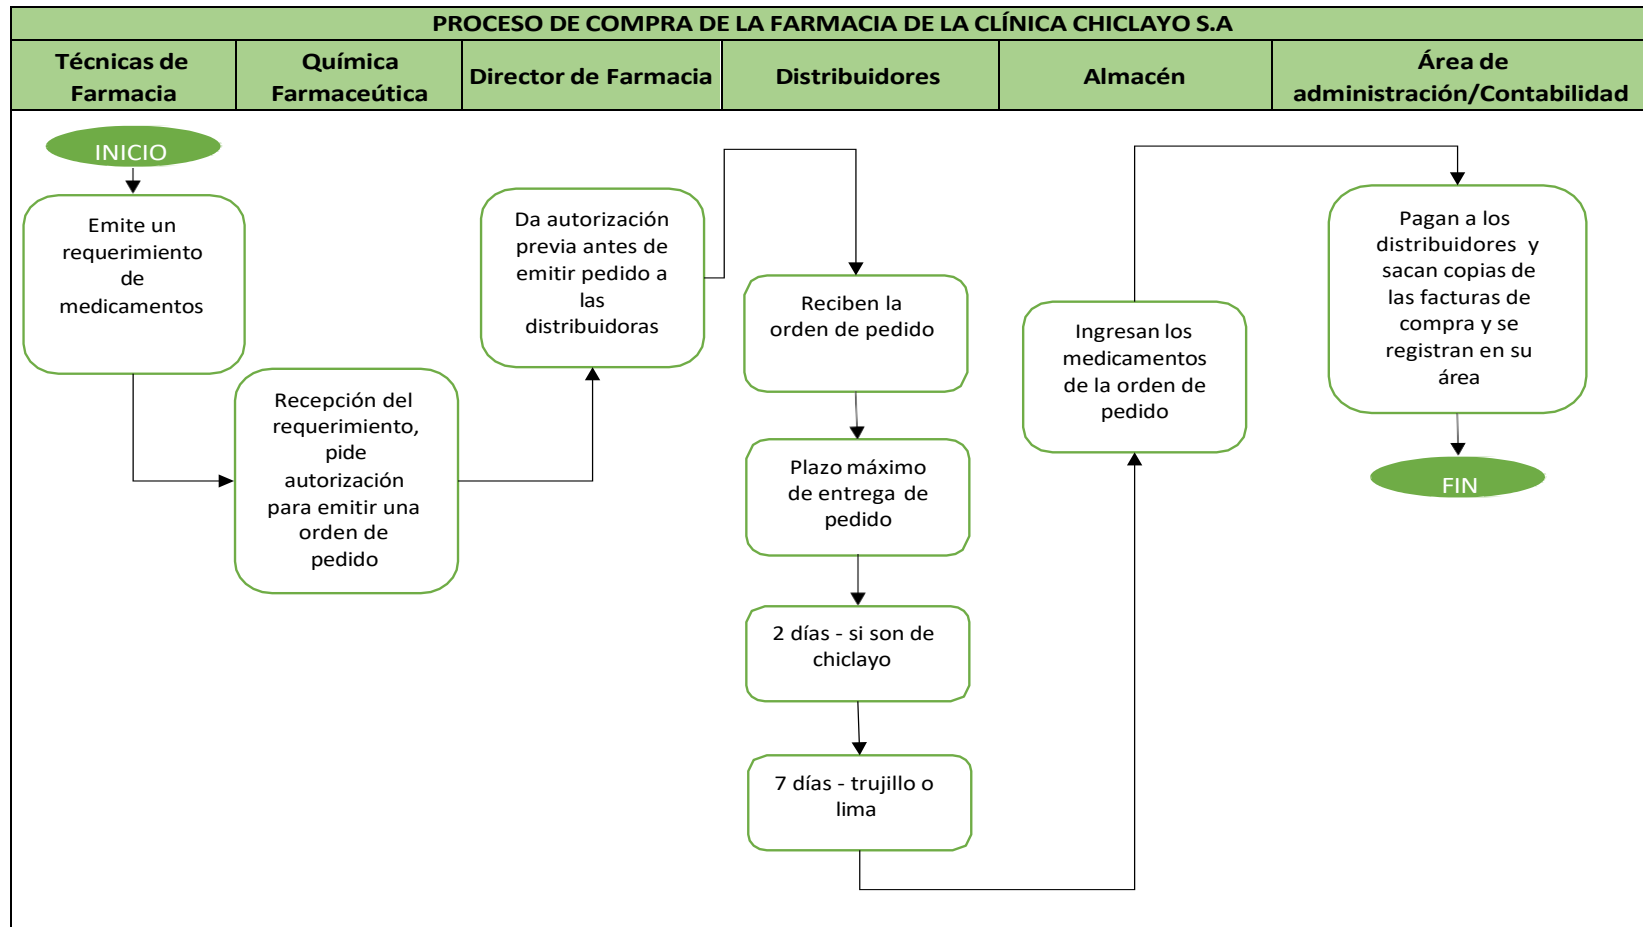 PROCESO DE COMPRA DE LA FARMACIA DE LA CLÍNICA CHICLAYO S.A
Técnicas de
Farmacia
Química
Farmaceútica
Director de Farmacia
Distribuidores
Almacén
Área de
administración/Contabilidad
INICIO
Emite un
requerimiento
de
medicamentos
Recepción del
requerimiento,
pide
autorización
para emitir una
orden de
pedido
Da autorización
previa antes de
emitir pedido a
las
distribuidoras
Reciben la
orden de pedido
Plazo máximo
de entrega de
pedido
2 días - si son de
chiclayo
7 días - trujillo o
lima
Ingresan los
medicamentos
de la orden de
pedido
Pagan a los
distribuidores y
sacan copias de
las facturas de
compra y se
registran en su
área
FIN